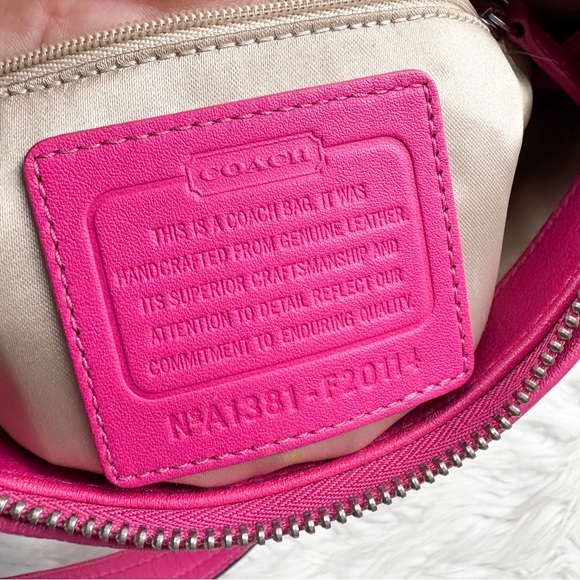 COACH
THIS IS A COACH BAG. IT WAS
HANDCRAFTED FROM GENUINE LEATHER.
ITS SUPERIOR CRAFTSMANSHIP AND
ATTENTION TO DETAIL REFLECT OUR
COMMITMENT TO ENDURING QUALITY.
Nº A1381-F20114